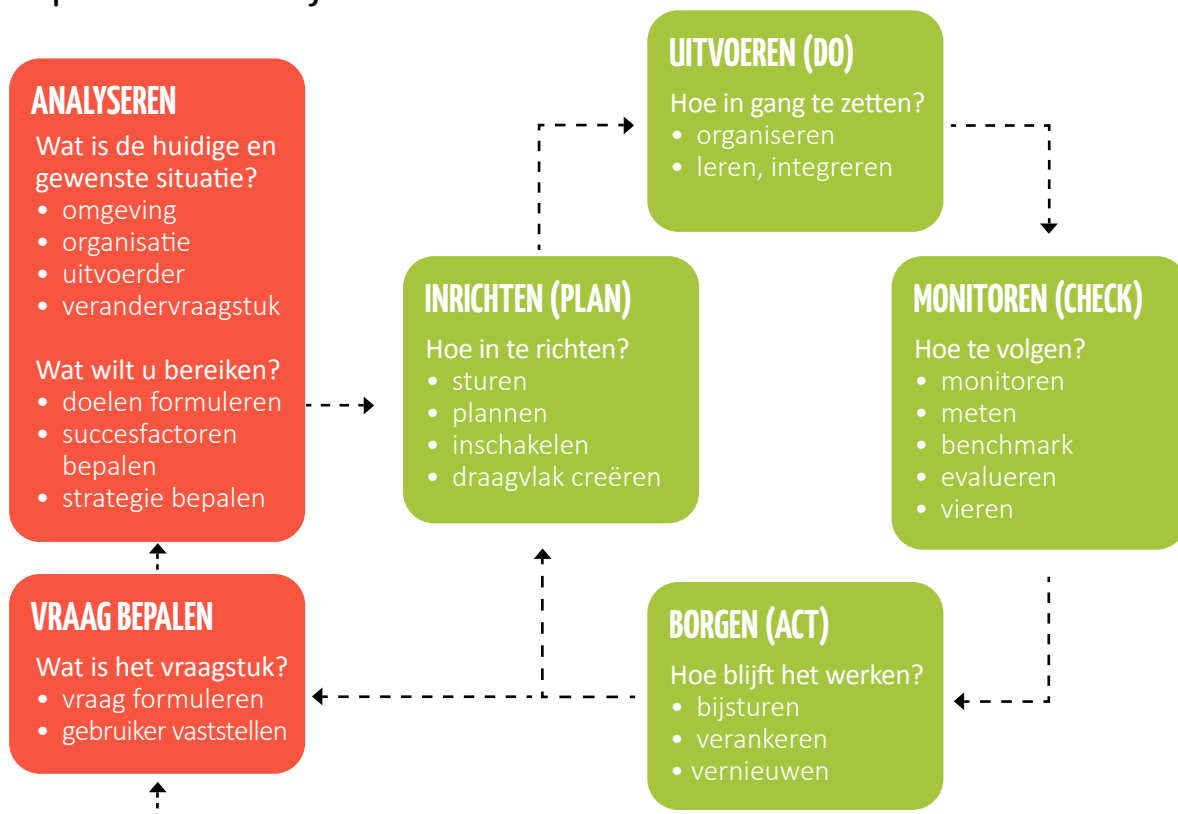 ANALYSEREN
Wat is de huidige en
gewenste situatie?
• omgeving
• organisatie
• uitvoerder
• verandervraagstuk
Wat wilt u bereiken?
• doelen formuleren
• succesfactoren
bepalen
• strategie bepalen
VRAAG BEPALEN
Wat is het vraagstuk?
• vraag formuleren
• gebruiker vaststellen
INRICHTEN (PLAN)
Hoe in te richten?
• sturen
• plannen
• inschakelen
• draagvlak creëren
UITVOEREN (DO)
Hoe in gang te zetten?
• organiseren
• leren, integreren
MONITOREN (CHECK)
Hoe te volgen?
• monitoren
• meten
• benchmark
• evalueren
• vieren
BORGEN (ACT)
Hoe blijft het werken?
• bijsturen
• verankeren
• vernieuwen